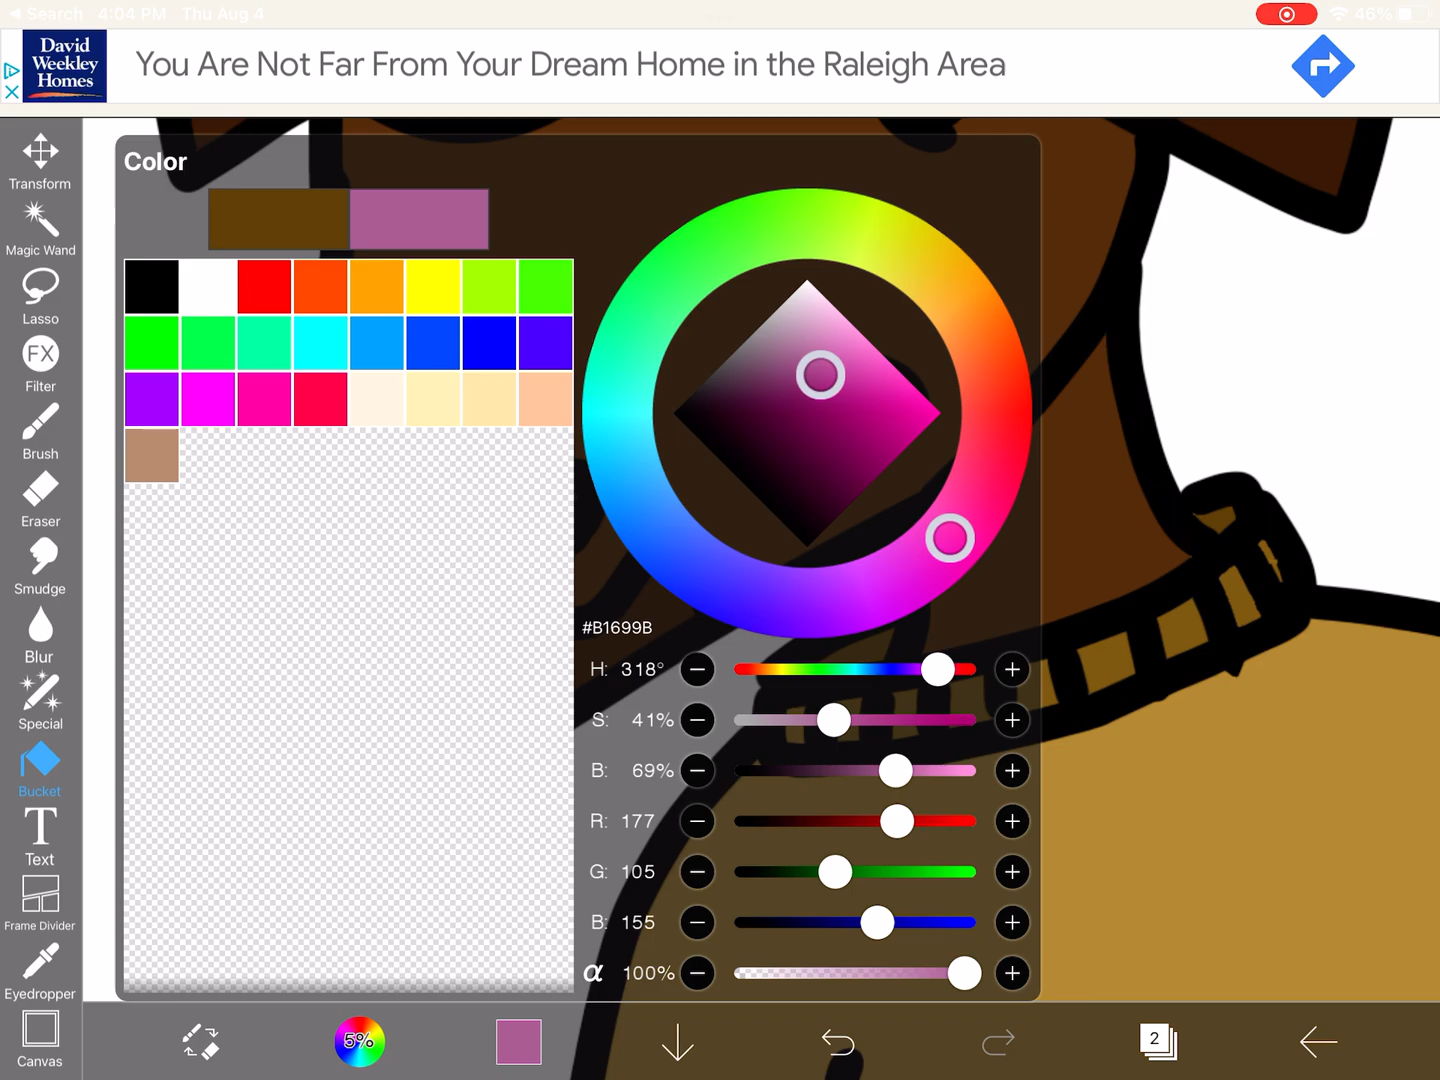 Search 4:04 PM Thu Aug 4
46%
David
Weekley
Homes
You Are Not Far From Your Dream Home in the Raleigh Area
Transform
Magic Wand
Lasso
FX
Filter
Brush
Eraser
Smudge
Blur
Special
Bucket
T
Text
Frame Divider
Eyedropper
Canvas
Color
#B1699B
H: 318°
S: 41%
B: 69%
R: 177
G: 105
B: 155
α 100%
5%
2